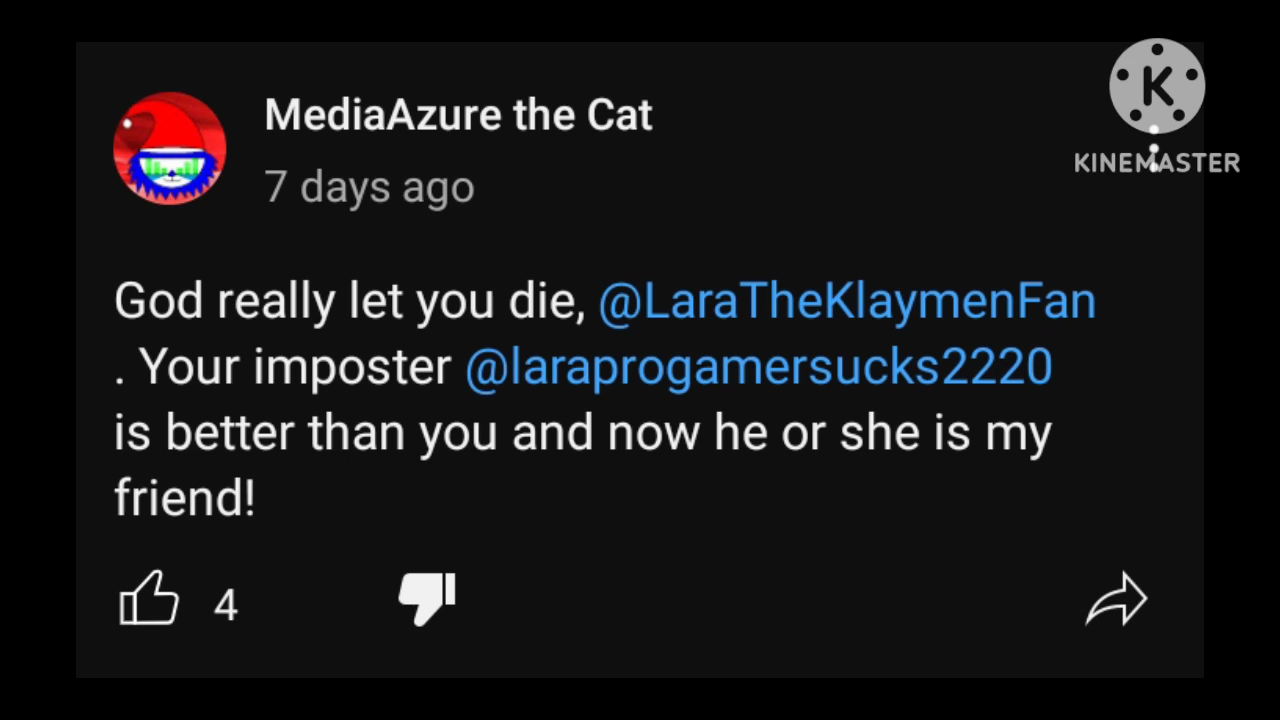 MediaAzure the Cat
7 days ago
K
KINEMASTER
God really let you die, @LaraTheKlaymenFan
. Your imposter @laraprogamersucks2220
is better than you and now he or she is my
friend!
4